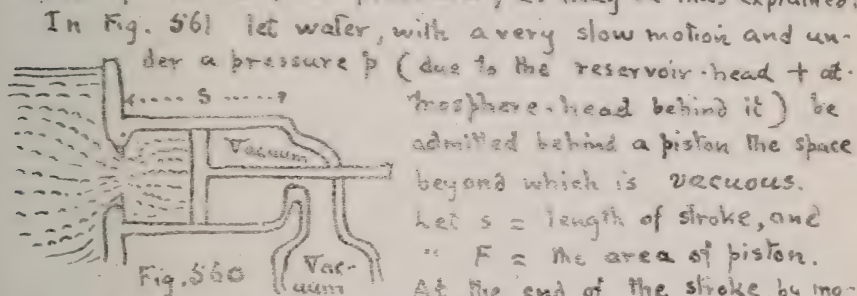 In Fig. 561 let water, with a very slow motion and un-
der a pressure p (due to the reservoir-head + at-
mosphere-head behind it) be
admitted behind a piston the space
beyond which is vacuous.
Let s = length of stroke, and
" F = the area of piston.
At the end of the stroke by mo-
s
Vacuum
Vac-
uum
Fig. 560